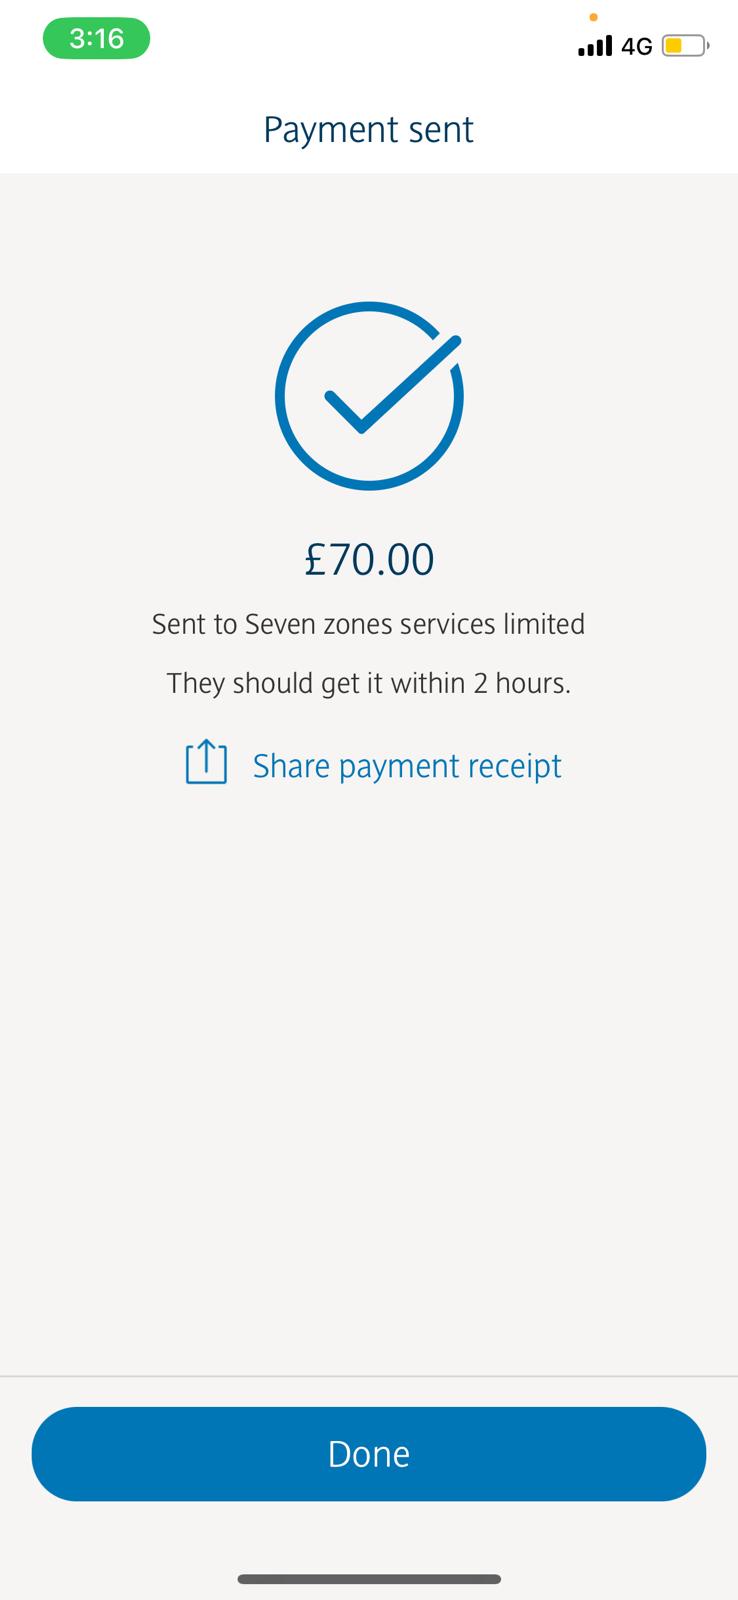 3:16
4G
Payment sent
£70.00
Sent to Seven zones services limited
They should get it within 2 hours.
Share payment receipt
Done